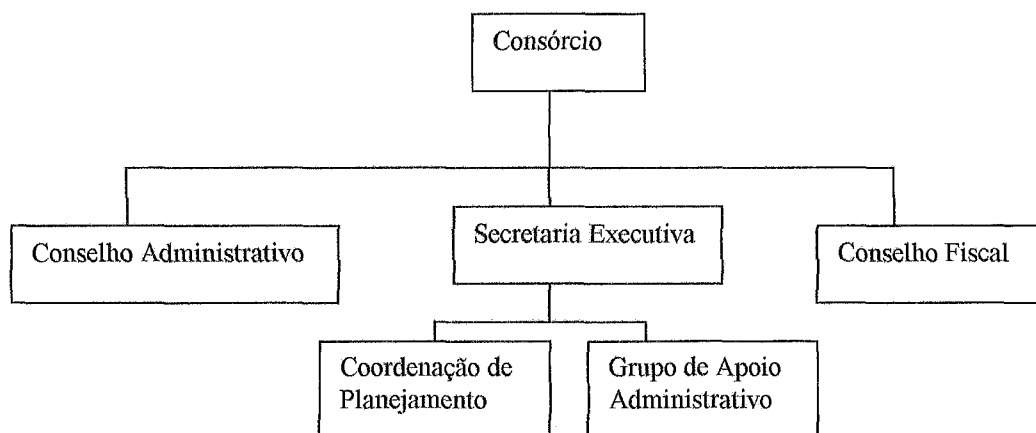 Consórcio
Conselho Administrativo
Secretaria Executiva
Conselho Fiscal
Coordenação de
Planejamento
Grupo de Apoio
Administrativo